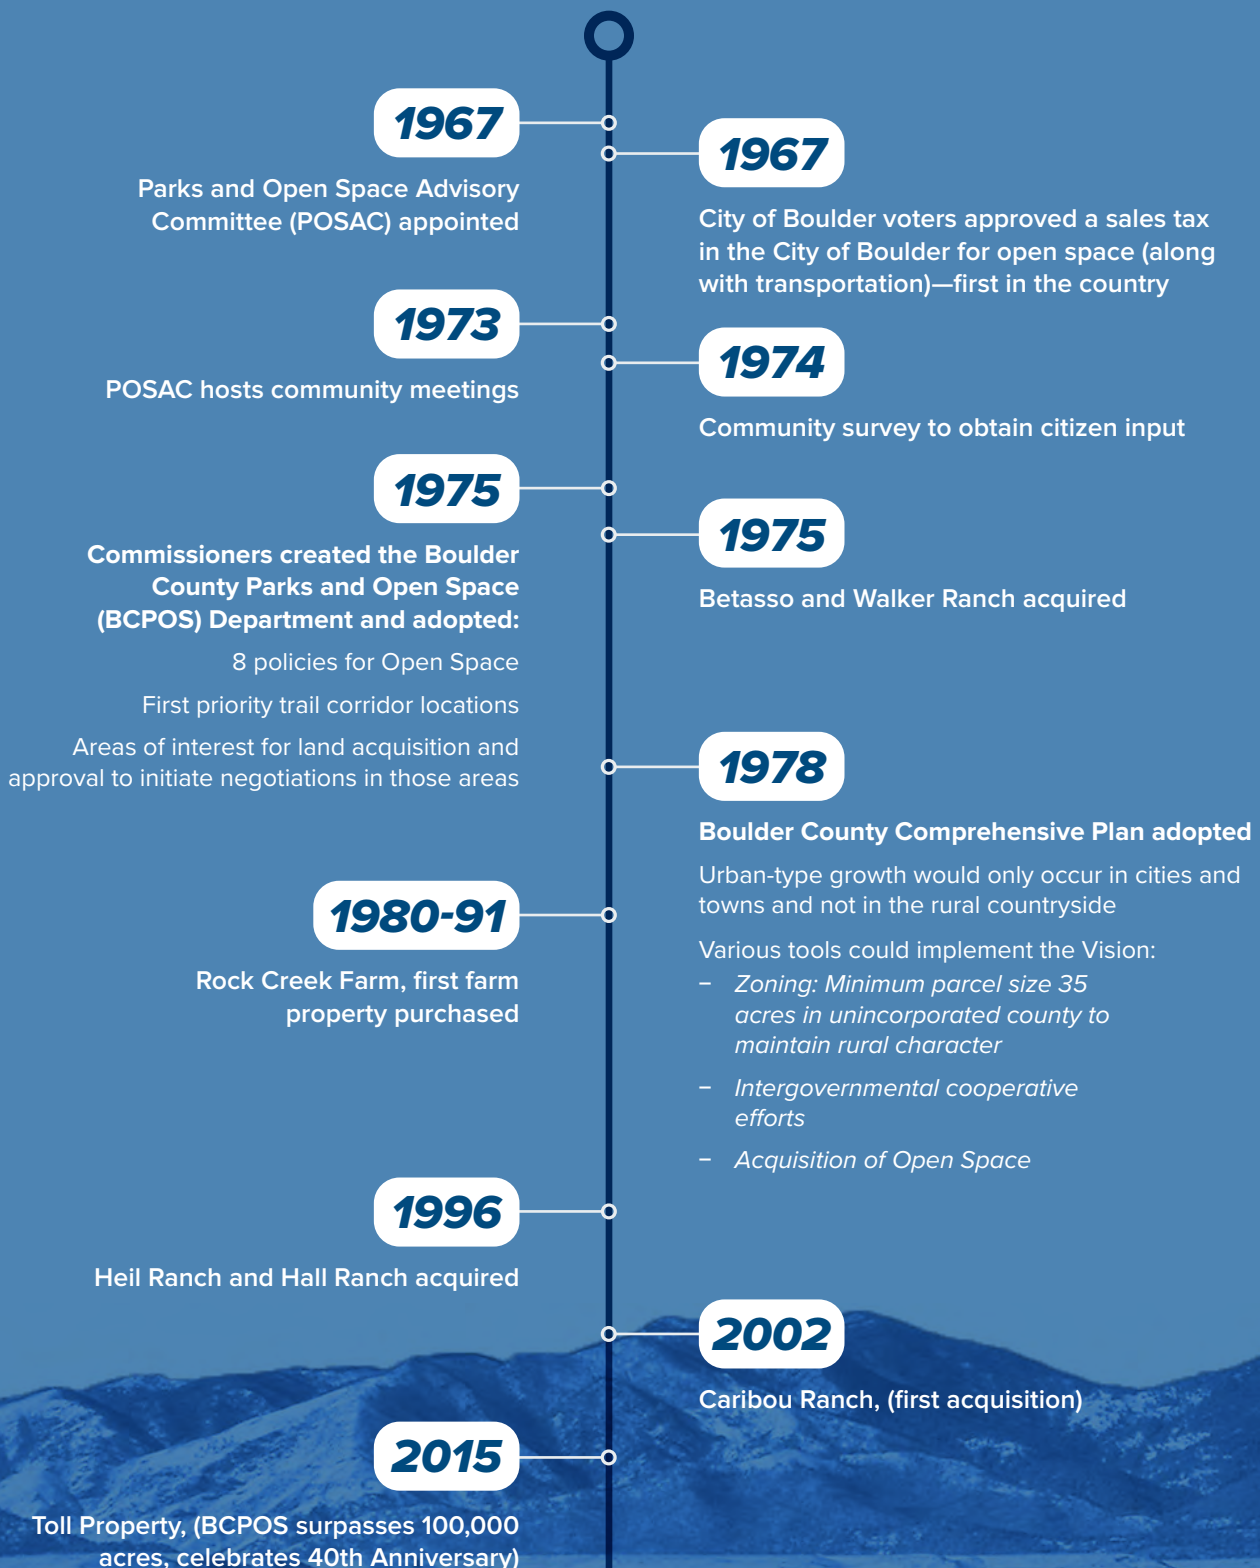 1967
Parks and Open Space Advisory
Committee (POSAC) appointed
1967
City of Boulder voters approved a sales tax
in the City of Boulder for open space (along
with transportation)—first in the country
1973
POSAC hosts community meetings
1974
Community survey to obtain citizen input
1975
Commissioners created the Boulder
County Parks and Open Space
(BCPOS) Department and adopted:
8 policies for Open Space
First priority trail corridor locations
Areas of interest for land acquisition and
approval to initiate negotiations in those areas
1975
Betasso and Walker Ranch acquired
1978
Boulder County Comprehensive Plan adopted
Urban-type growth would only occur in cities and
towns and not in the rural countryside
Various tools could implement the Vision:
– Zoning: Minimum parcel size 35
acres in unincorporated county to
maintain rural character
– Intergovernmental cooperative
efforts
– Acquisition of Open Space
1980-91
Rock Creek Farm, first farm
property purchased
1996
Heil Ranch and Hall Ranch acquired
2002
Caribou Ranch, (first acquisition)
2015
Toll Property, (BCPOS surpasses 100,000
acres, celebrates 40th Anniversary)